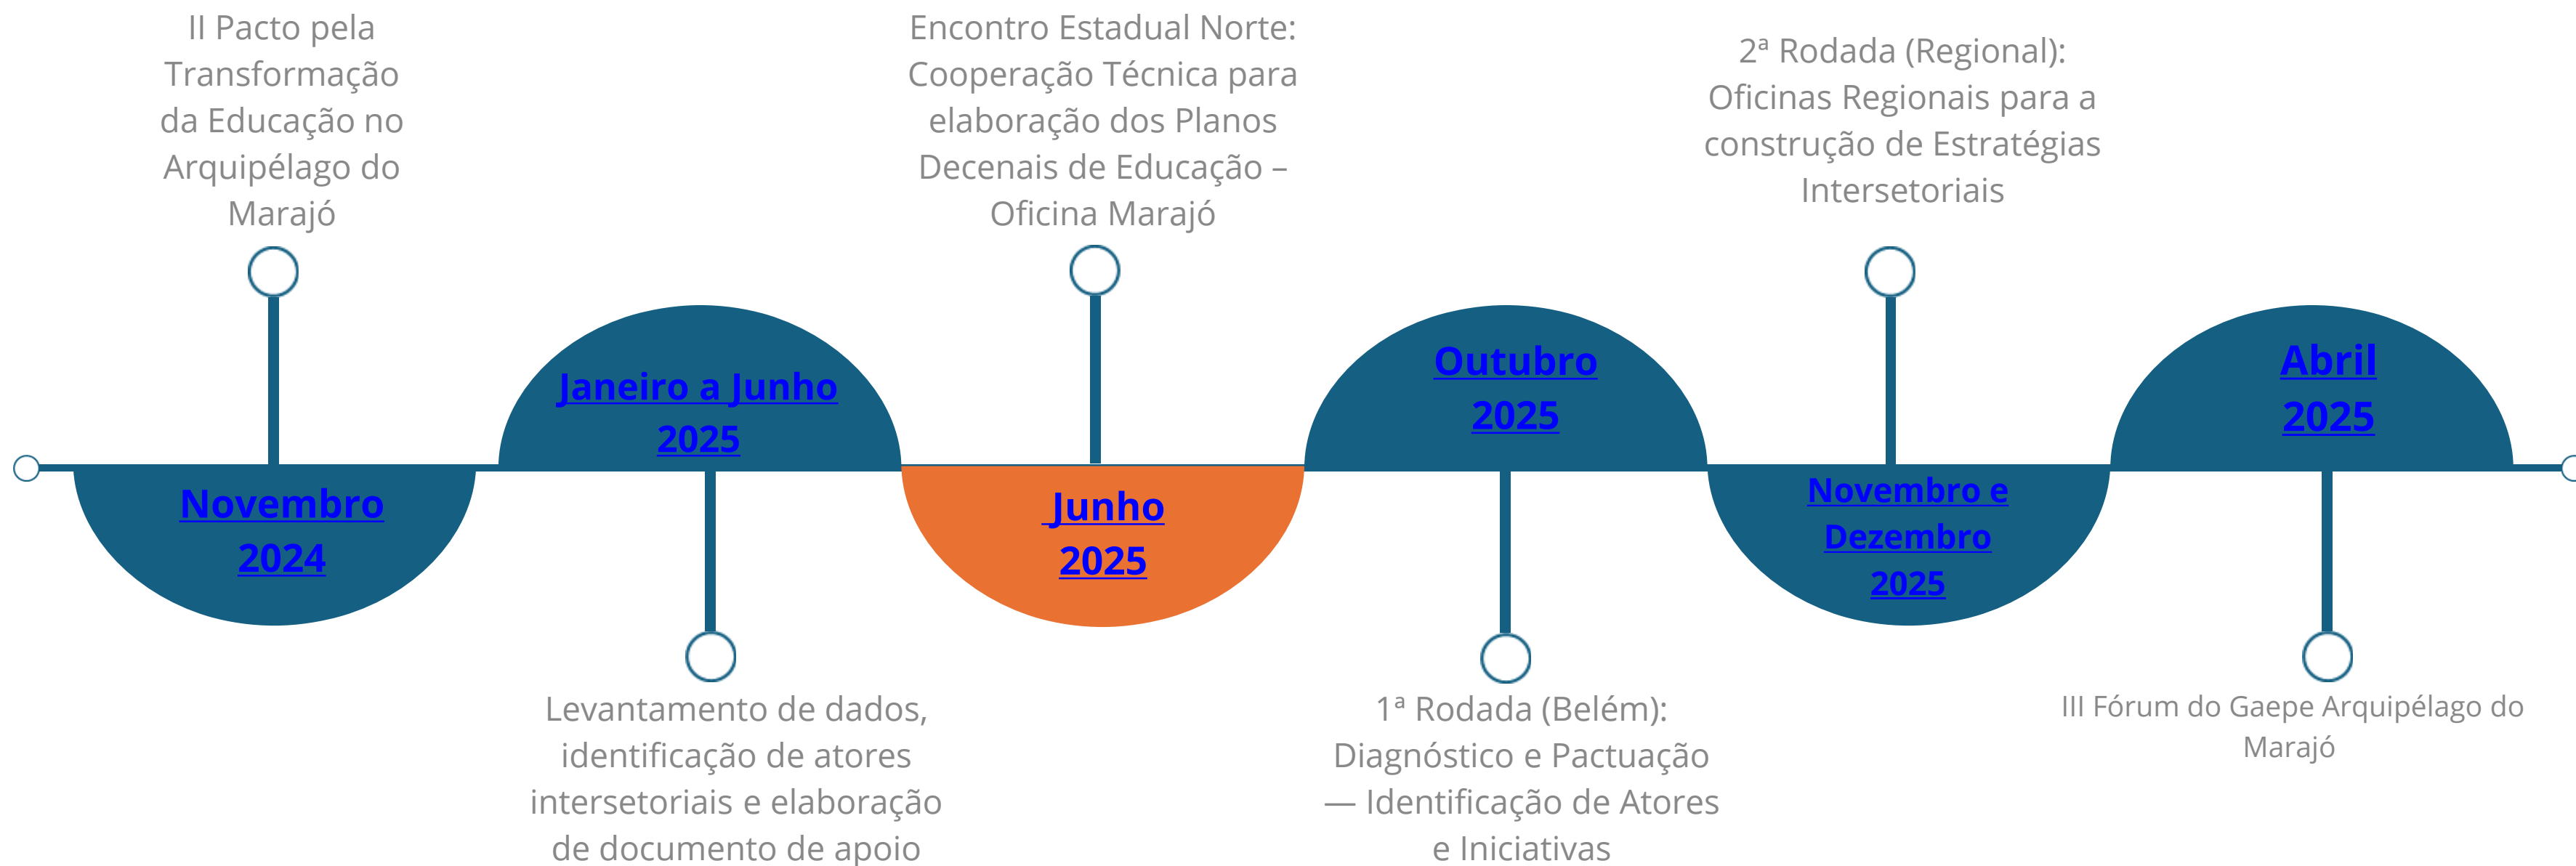 II Pacto pela
Transformação
da Educação no
Arquipélago do
Marajó
Novembro
2024
Janeiro a Junho
2025
Levantamento de dados,
identificação de atores
intersetoriais e elaboração
de documento de apoio
Encontro Estadual Norte:
Cooperação Técnica para
elaboração dos Planos
Decenais de Educação –
Oficina Marajó
Junho
2025
Outubro
2025
1ª Rodada (Belém):
Diagnóstico e Pactuação
— Identificação de Atores
e Iniciativas
2ª Rodada (Regional):
Oficinas Regionais para a
construção de Estratégias
Intersetoriais
Novembro e
Dezembro
2025
Abril
2025
III Fórum do Gaepe Arquipélago do
Marajó